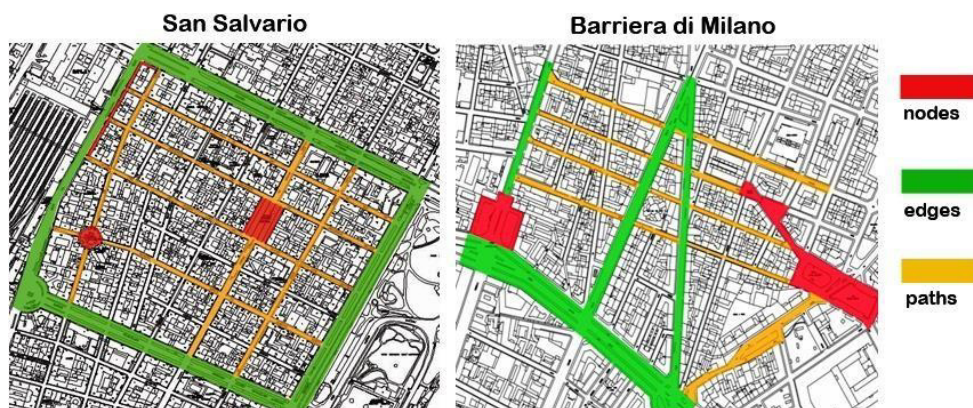 San Salvario
Barriera di Milano
nodes
edges
paths